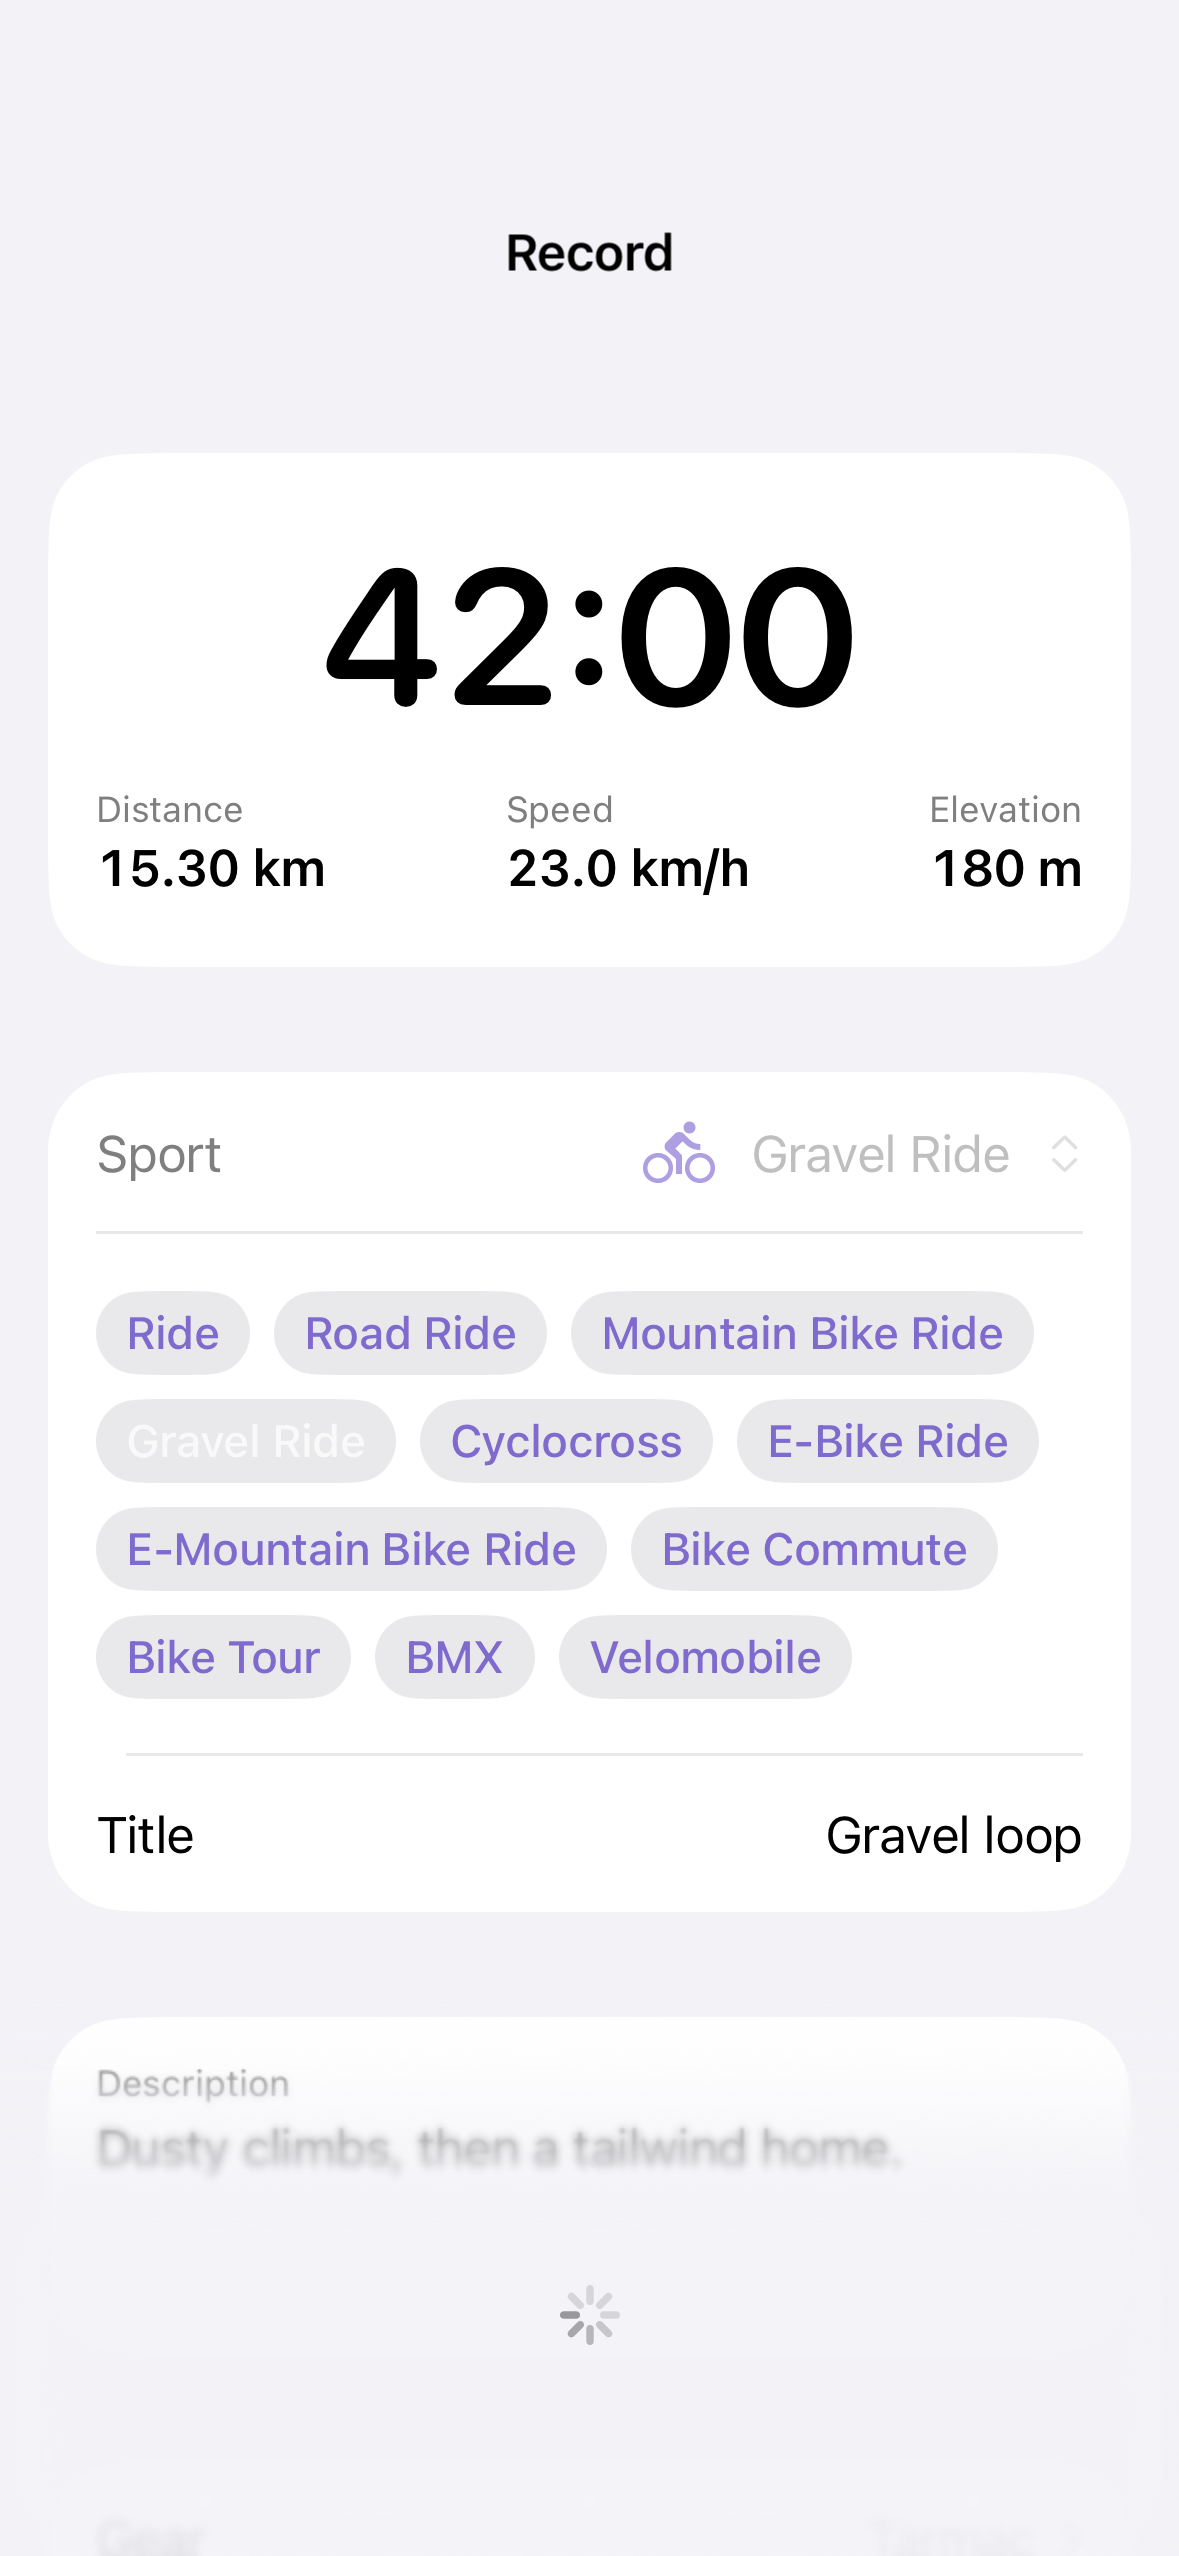 Record
42:00
Distance Speed Elevation
15.30 km 23.0 km/h 180 m
Sport Gravel Ride
Ride Road Ride Mountain Bike Ride
Gravel Ride Cyclocross E-Bike Ride
E-Mountain Bike Ride Bike Commute
Bike Tour BMX Velomobile
Title Gravel loop
Description
Dusty climbs, then a tailwind home.
Gear Tarmac